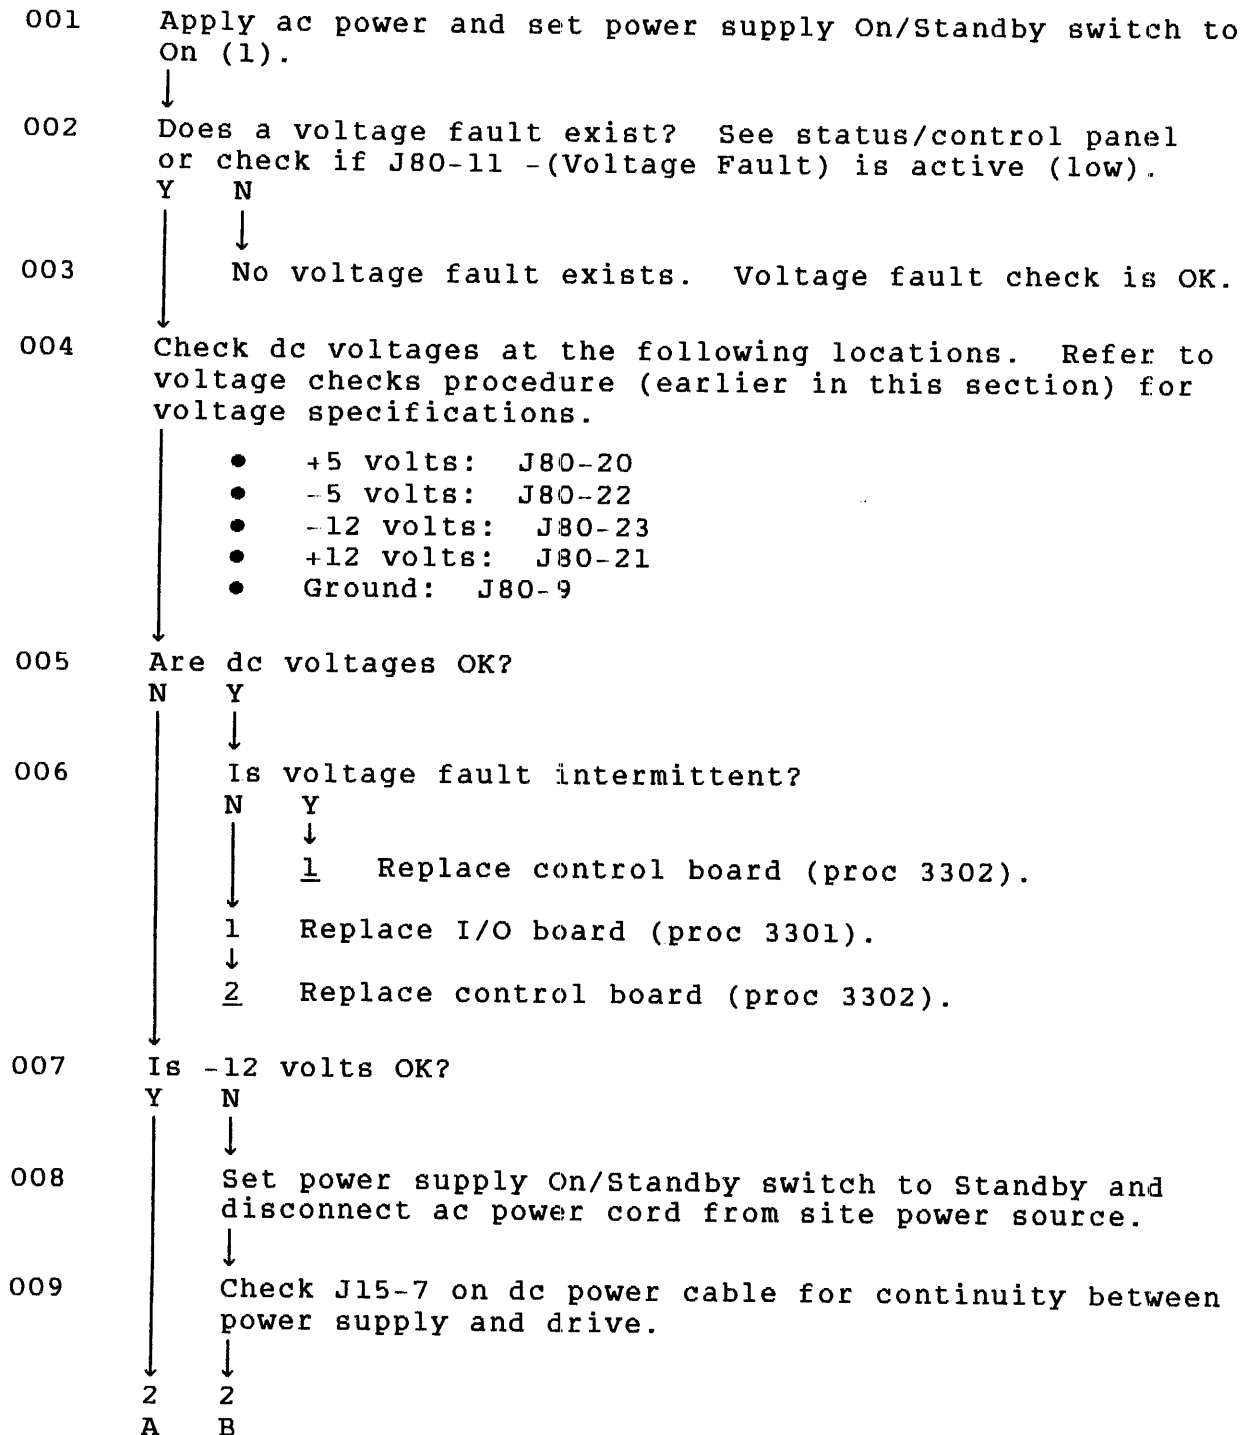 001 Apply ac power and set power supply On/Standby switch to
On (1).
002 Does a voltage fault exist? See status/control panel
or check if J80-11 -(Voltage Fault) is active (low).
Y N
003 No voltage fault exists. Voltage fault check is OK.
004 Check dc voltages at the following locations. Refer to
voltage checks procedure (earlier in this section) for
voltage specifications.
● +5 volts: J80-20
● -5 volts: J80-22
● -12 volts: J80-23
● +12 volts: J80-21
● Ground: J80-9
005 Are dc voltages OK?
N Y
006 Is voltage fault intermittent?
N Y
1 Replace control board (proc 3302).
1 Replace I/O board (proc 3301).
2 Replace control board (proc 3302).
007 Is -12 volts OK?
Y N
008 Set power supply On/Standby switch to Standby and
disconnect ac power cord from site power source.
009 Check J15-7 on dc power cable for continuity between
power supply and drive.
2 2
A B